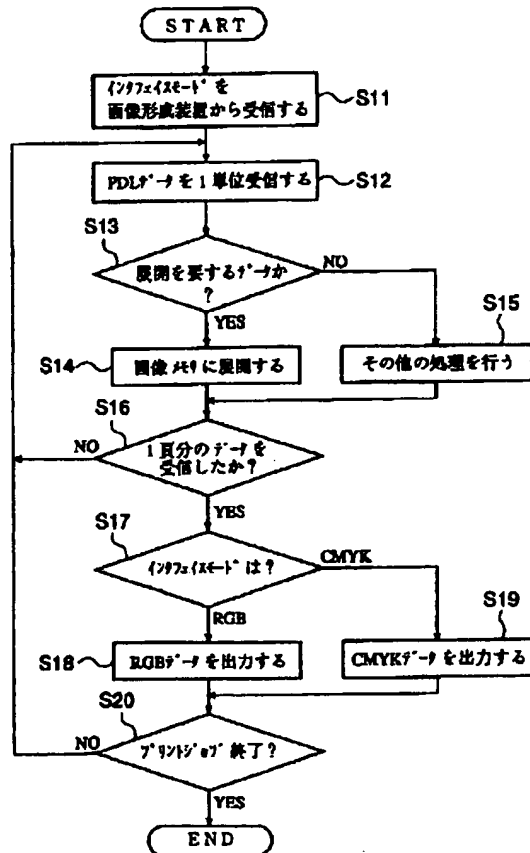 START
インタフェイスモードを
画像形成装置から受信する
S11
PDLデータを1単位受信する
S12
S13
展開を要するデータか
?
NO
YES
S14
画像メモリに展開する
S15
その他の処理を行う
S16
1頁分のデータを
受信したか?
NO
YES
S17
インタフェイスモードは?
CMYK
RGB
S18
RGBデータを出力する
S19
CMYKデータを出力する
S20
プリントジョブ終了?
NO
YES
END